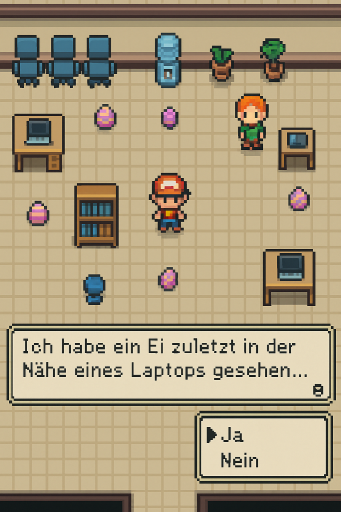 Ich habe ein Ei zuletzt in der
Nähe eines Laptops gesehen...
Ja
Nein